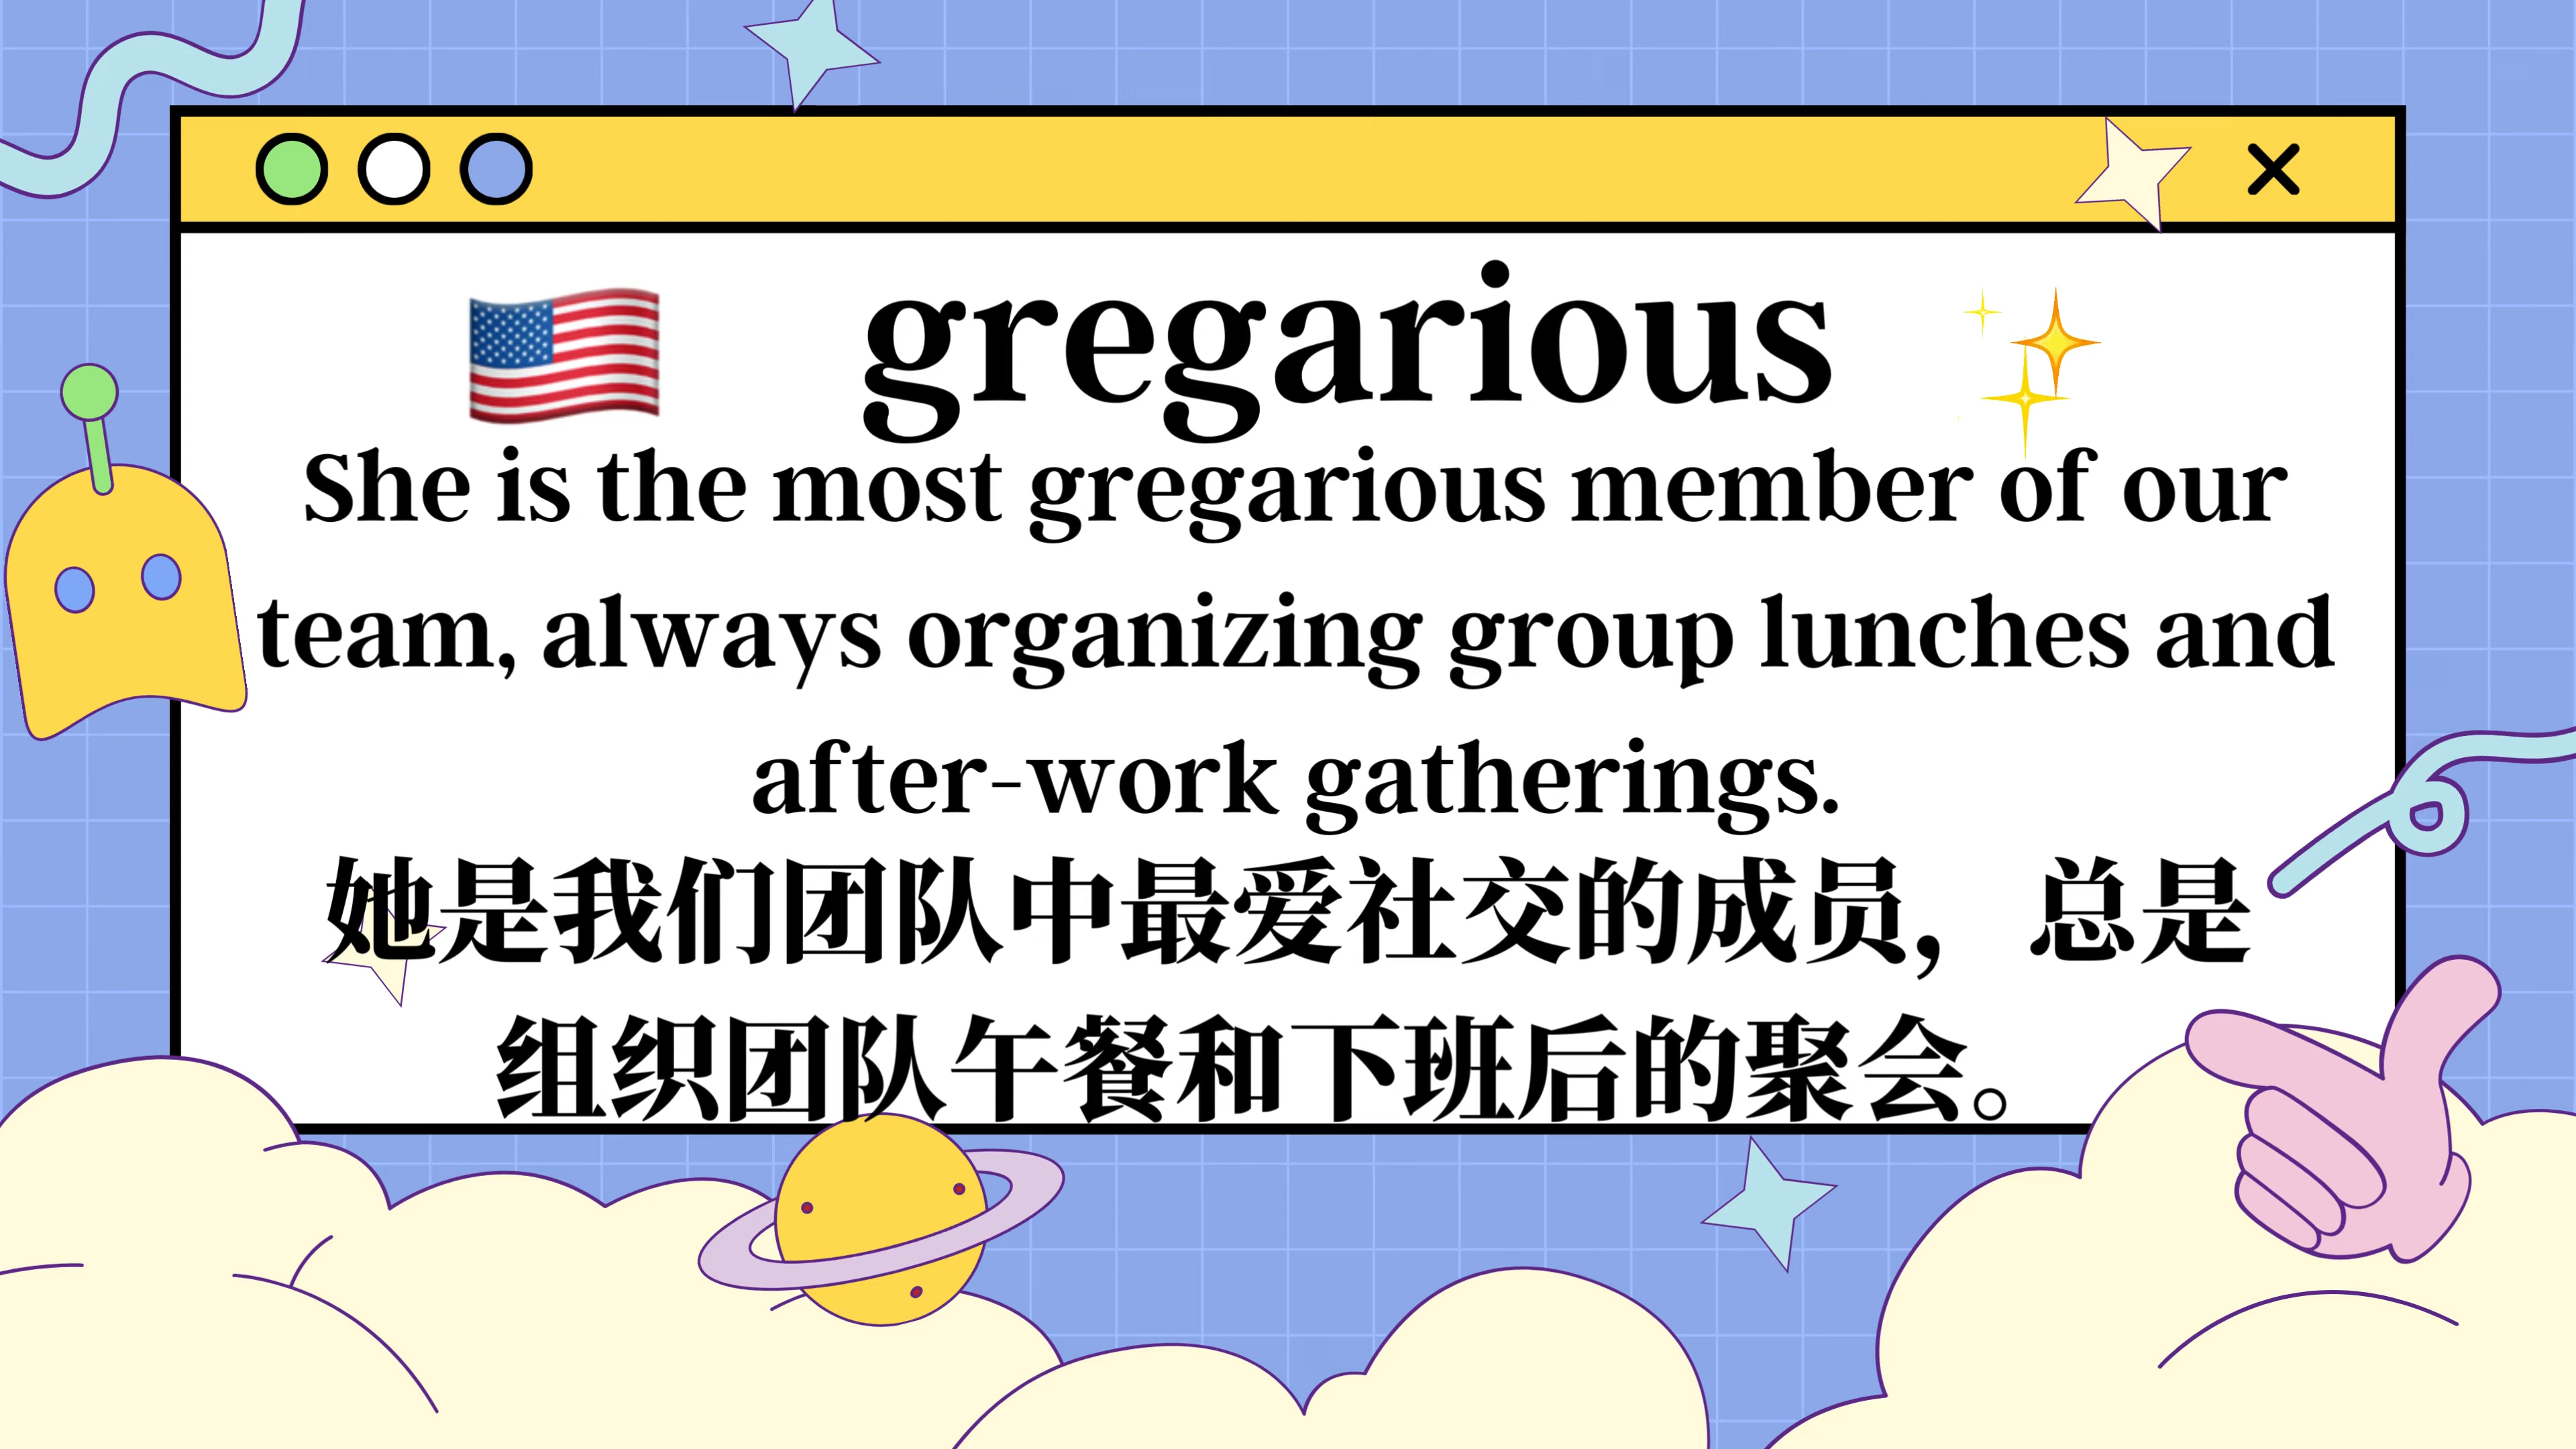 gregarious
She is the most gregarious member of our
team, always organizing group lunches and
after-work gatherings.
她是我们团队中最爱社交的成员，总是
组织团队午餐和下班后的聚会。